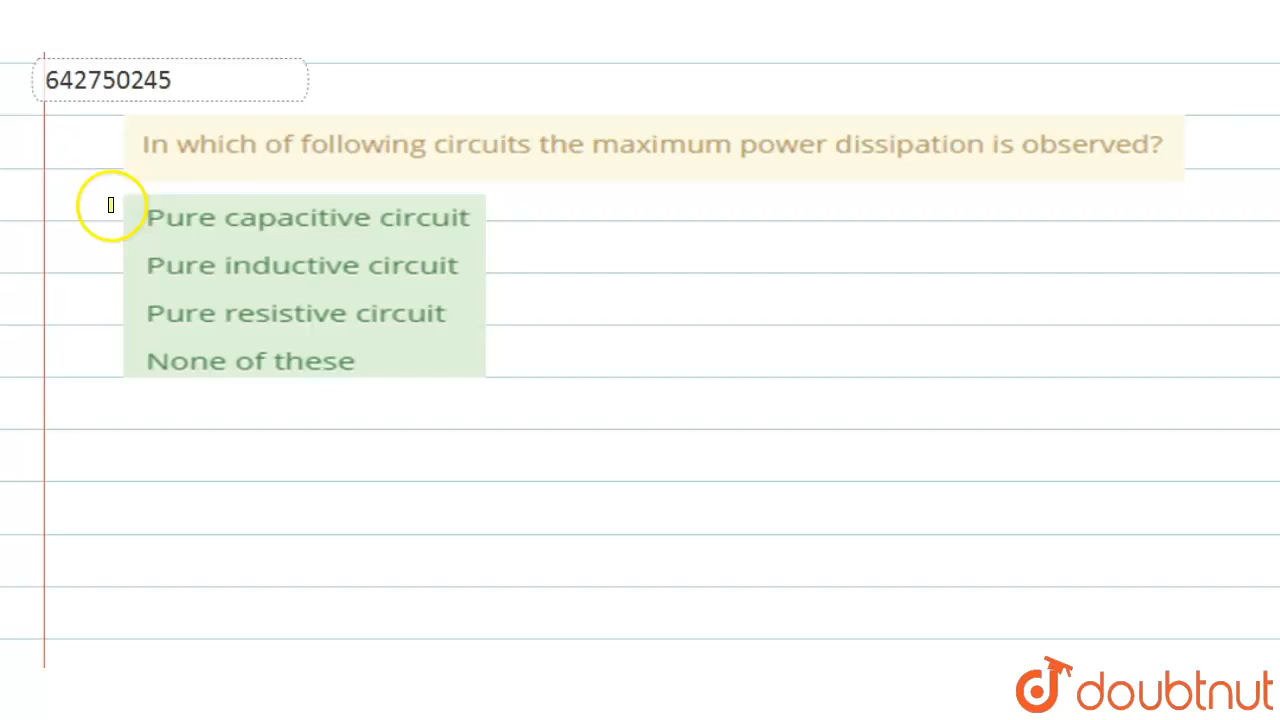 642750245
In which of following circuits the maximum power dissipation is observed?
Pure capacitive circuit
Pure inductive circuit
Pure resistive circuit
None of these
doubtnut